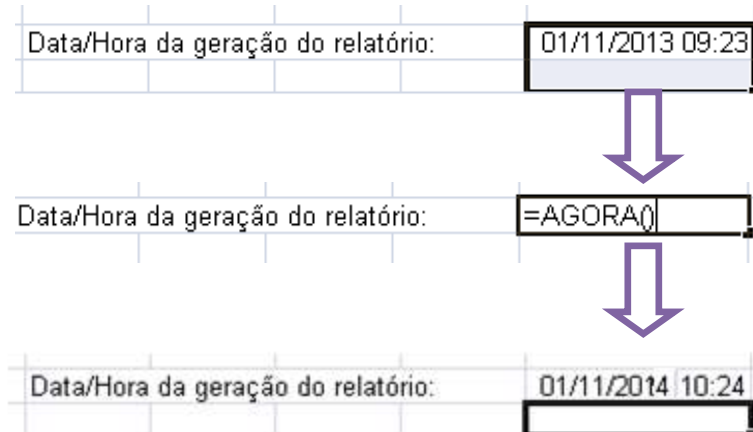 Data/Hora da geração do relatório: 01/11/2013 09:23
Data/Hora da geração do relatório: =AGORA()
Data/Hora da geração do relatório: 01/11/2014 10:24